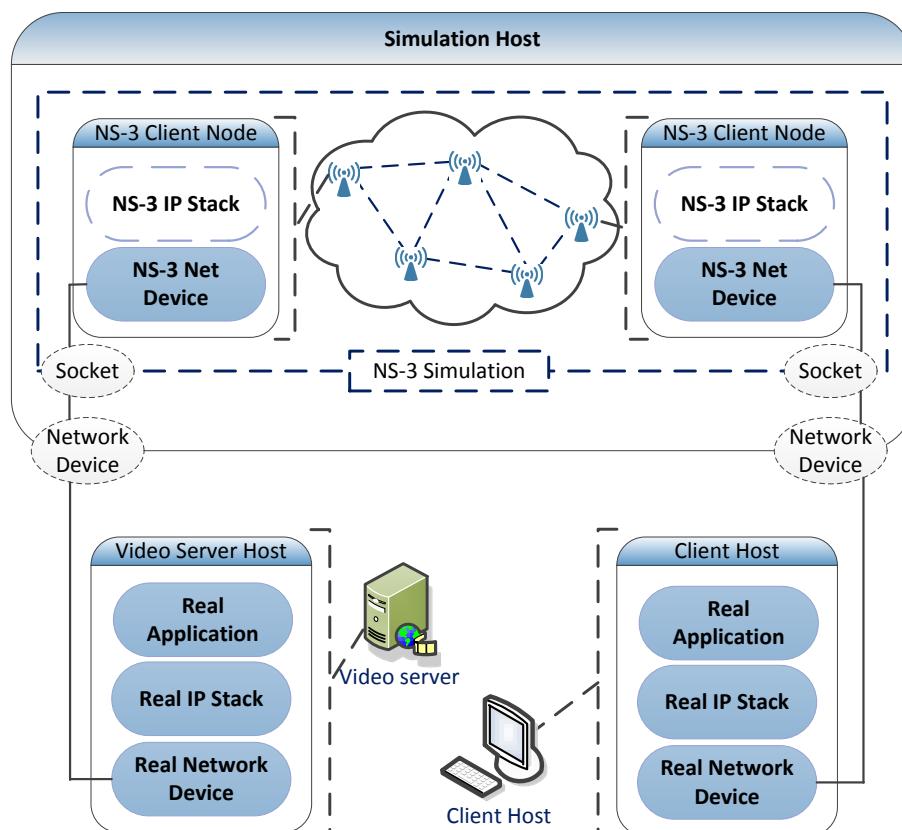 Simulation Host
NS-3 Client Node
NS-3 IP Stack
NS-3 Net
Device
NS-3 Client Node
NS-3 IP Stack
NS-3 Net
Device
Socket
NS-3 Simulation
Socket
Network
Device
Network
Device
Video Server Host
Real
Application
Real IP Stack
Real Network
Device
Video server
Client Host
Client Host
Real
Application
Real IP Stack
Real Network
Device